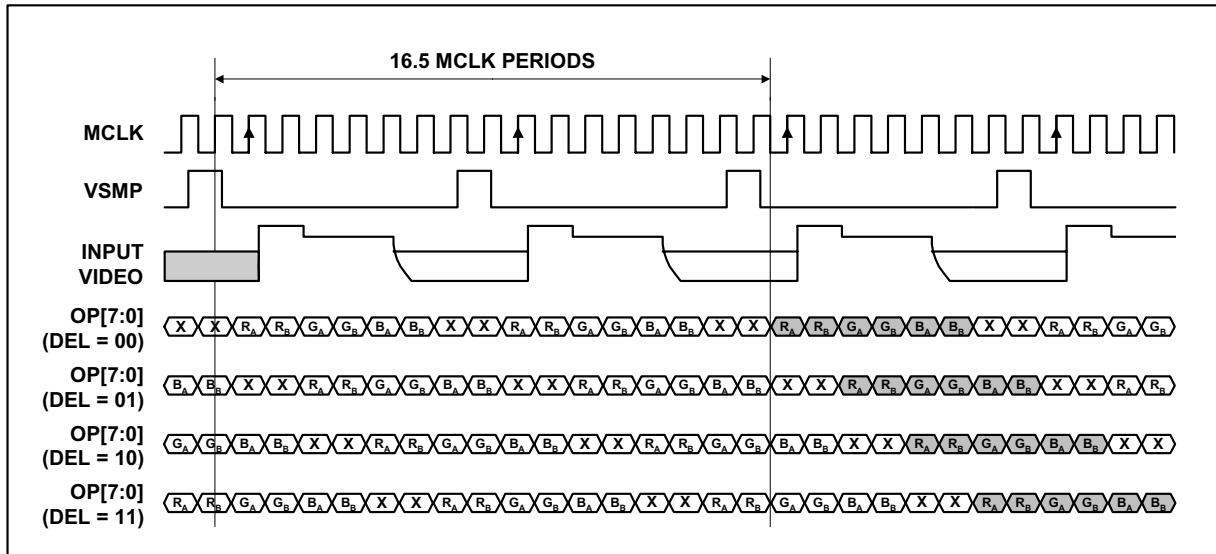 16.5 MCLK PERIODS
MCLK
VSMP
INPUT
VIDEO
OP[7:0]
(DEL = 00)
X X RA RB GA GB BA BB X X RA RB GA GB BA BB X X RA RB GA GB BA BB X X RA RB GA GB
OP[7:0]
(DEL = 01)
BA BB X X RA RB GA GB BA BB X X RA RB GA GB BA BB X X RA RB GA GB BA BB X X RA RB
OP[7:0]
(DEL = 10)
GA GB BA BB X X RA RB GA GB BA BB X X RA RB GA GB BA BB X X RA RB GA GB BA BB X X
OP[7:0]
(DEL = 11)
RA RB GA GB BA BB X X RA RB GA GB BA BB X X RA RB GA GB BA BB X X RA RB GA GB BA BB